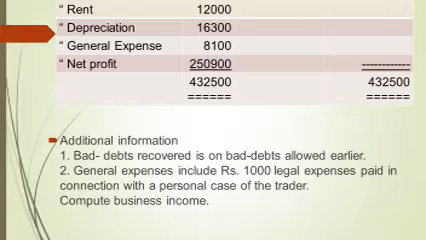 “ Rent 12000
“ Depreciation 16300
“ General Expense 8100
“ Net profit 250900 ------------
432500 432500
====== ======
Additional information
1. Bad- debts recovered is on bad-debts allowed earlier.
2. General expenses include Rs. 1000 legal expenses paid in
connection with a personal case of the trader.
Compute business income.